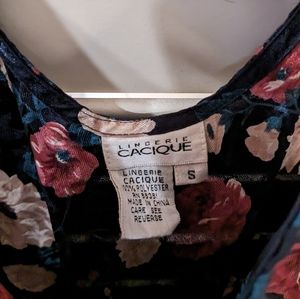 LINGERIE
CACIQUE
S
LINGERIE
CACIQUE
100% POLYESTER
MADE IN CHINA
CARE SEE
REVERSE